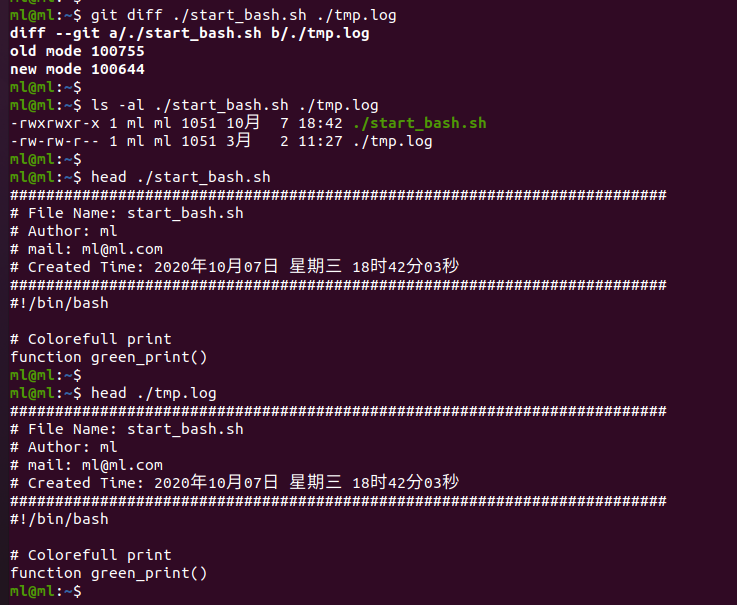 ml@ml:~$ git diff ./start_bash.sh ./tmp.log
diff --git a/./start_bash.sh b/./tmp.log
old mode 100755
new mode 100644
ml@ml:~$
ml@ml:~$ ls -al ./start_bash.sh ./tmp.log
-rwxrwxr-x 1 ml ml 1051 10月  7 18:42 ./start_bash.sh
-rw-rw-r-- 1 ml ml 1051 3月   2 11:27 ./tmp.log
ml@ml:~$
ml@ml:~$ head ./start_bash.sh
#########################################################################
# File Name: start_bash.sh
# Author: ml
# mail: ml@ml.com
# Created Time: 2020年10月07日 星期三 18时42分03秒
#########################################################################
#!/bin/bash

# Colorefull print
function green_print()
ml@ml:~$
ml@ml:~$ head ./tmp.log
#########################################################################
# File Name: start_bash.sh
# Author: ml
# mail: ml@ml.com
# Created Time: 2020年10月07日 星期三 18时42分03秒
#########################################################################
#!/bin/bash

# Colorefull print
function green_print()
ml@ml:~$